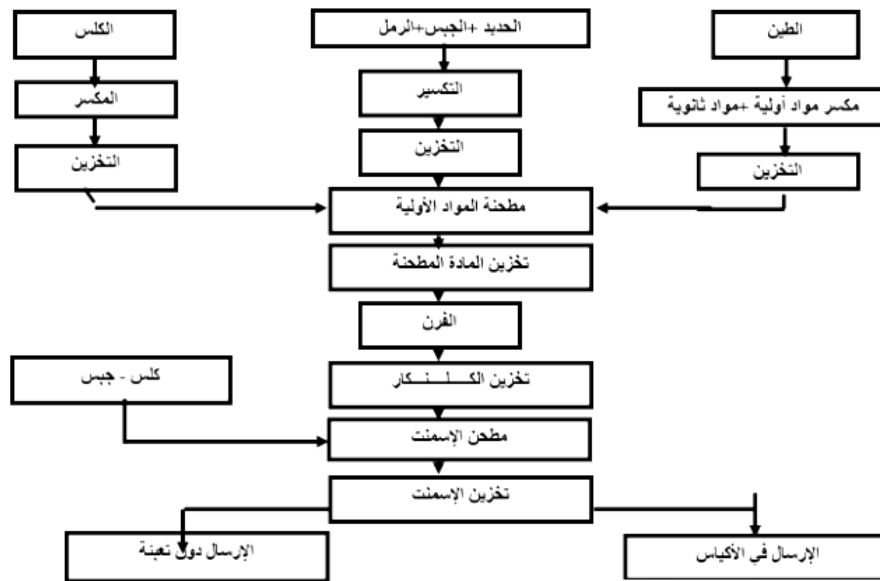 الكلس
الحديد +الجبس+الرمل
الطين
المكسر
التكسير
مكسر مواد أولية +مواد ثانوية
التخزين
التخزين
التخزين
مطحنة المواد الأولية
تخزين المادة المطحنة
الفرن
كلس - جبس
تخزين الكـــلـــنـــكار
مطحن الإسمنت
تخزين الإسمنت
الإرسال دون تعبئة
الإرسال في الأكياس